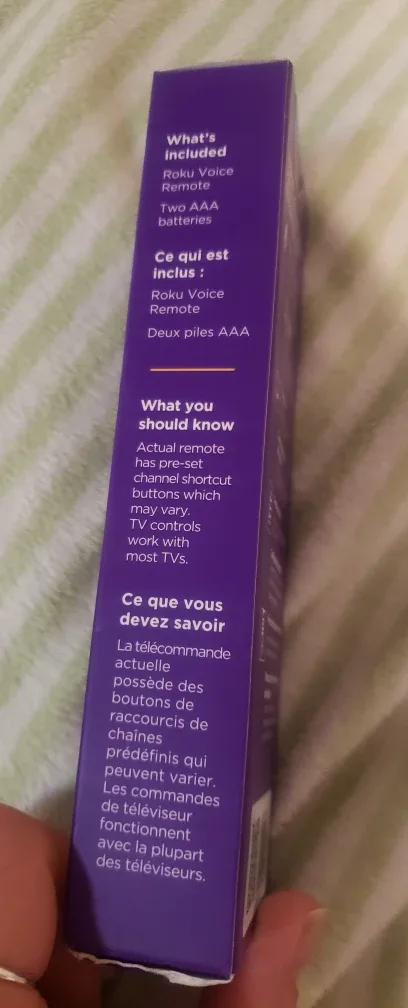 What's
included
Roku Voice
Remote
Two AAA
batteries
Ce qui est
inclus :
Roku Voice
Remote
Deux piles AAA
What you
should know
Actual remote
has pre-set
channel shortcut
buttons which
may vary.
TV controls
work with
most TVs.
Ce que vous
devez savoir
La télécommande
actuelle
possède des
boutons de
raccourcis de
chaînes
prédéfinis qui
peuvent varier.
Les commandes
de téléviseur
fonctionnent
avec la plupart
des téléviseurs.